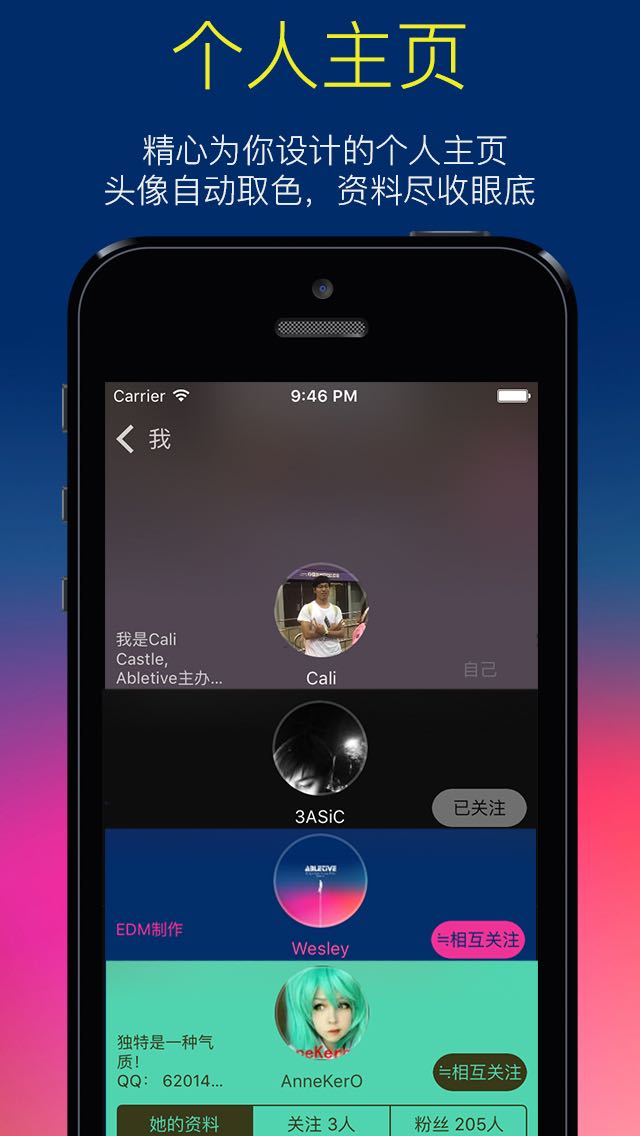 个人主页
精心为你设计的个人主页
头像自动取色，资料尽收眼底
Carrier 9:46 PM
我
我是Cali
Castle,
Abletive主办...
Cali
自己
3ASiC
已关注
ABLETIVE
EDM制作
Wesley
≒相互关注
独特是一种气
质！
QQ： 62014...
AnneKerO
≒相互关注
她的资料 关注 3人 粉丝 205人